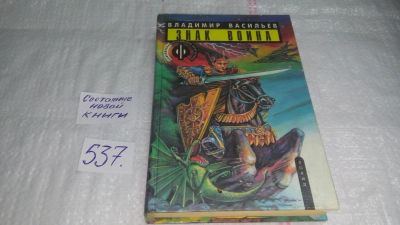 ВЛАДИМИР ВАСИЛЬЕВ
ЗНАК ВОИНА
Состояние
новой
книги
537.